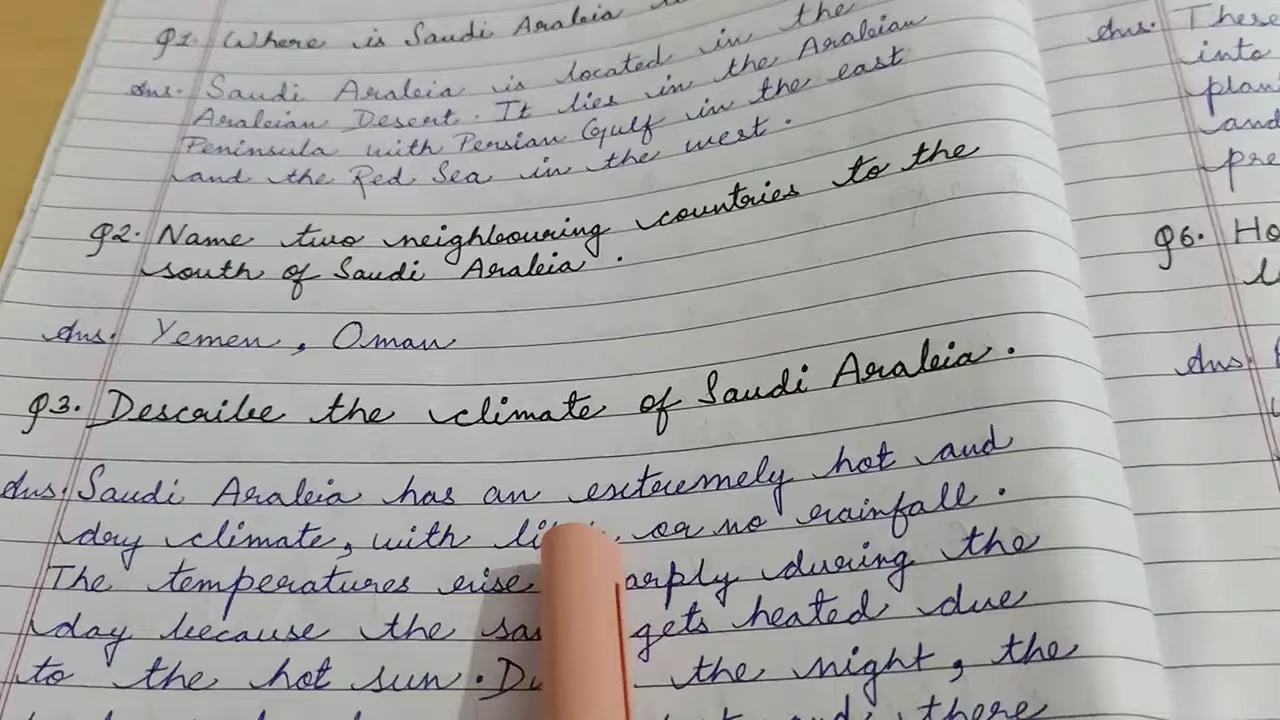 Q1. Where is Saudi Arabia
Ans. Saudi Arabia is located in the
Arabian Desert. It lies in the Arabian
Peninsula with Persian Gulf in the east
and the Red Sea in the west.
Q2. Name two neighbouring countries to the
south of Saudi Arabia.
Ans. Yemen, Oman
Q3. Describe the climate of Saudi Arabia.
Ans. Saudi Arabia has an extremely hot and
dry climate, with or no rainfall.
The temperatures rise during the
day because the gets heated due
to the hot sun. the night, the
there
Ans. These
into
and
Q6.
Ans.